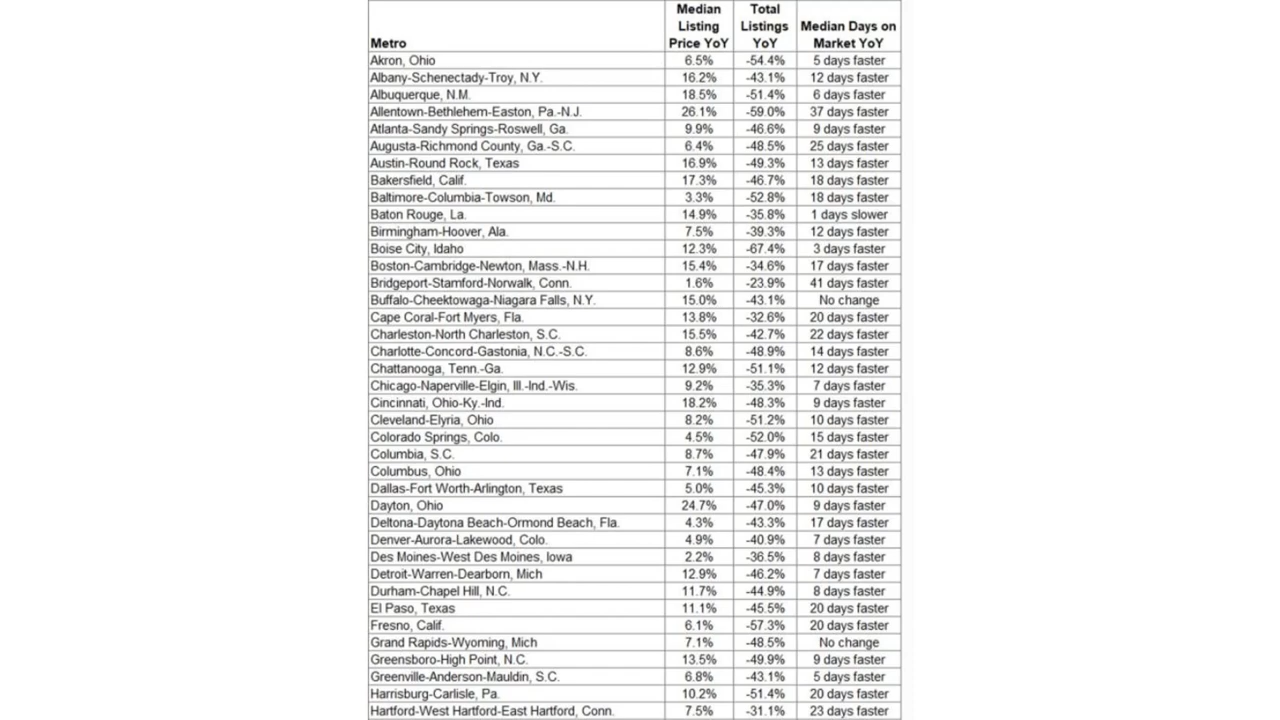 Metro Median Listing Price YoY Total Listings YoY Median Days on Market YoY
Akron, Ohio 6.5% -54.4% 5 days faster
Albany-Schenectady-Troy, N.Y. 16.2% -43.1% 12 days faster
Albuquerque, N.M. 18.5% -51.4% 6 days faster
Allentown-Bethlehem-Easton, Pa.-N.J. 26.1% -59.0% 37 days faster
Atlanta-Sandy Springs-Roswell, Ga. 9.9% -46.6% 9 days faster
Augusta-Richmond County, Ga.-S.C. 6.4% -48.5% 25 days faster
Austin-Round Rock, Texas 16.9% -49.3% 13 days faster
Bakersfield, Calif. 17.3% -46.7% 18 days faster
Baltimore-Columbia-Towson, Md. 3.3% -52.8% 18 days faster
Baton Rouge, La. 14.9% -35.8% 1 days slower
Birmingham-Hoover, Ala. 7.5% -39.3% 12 days faster
Boise City, Idaho 12.3% -67.4% 3 days faster
Boston-Cambridge-Newton, Mass.-N.H. 15.4% -34.6% 17 days faster
Bridgeport-Stamford-Norwalk, Conn. 1.6% -23.9% 41 days faster
Buffalo-Cheektowaga-Niagara Falls, N.Y. 15.0% -43.1% No change
Cape Coral-Fort Myers, Fla. 13.8% -32.6% 20 days faster
Charleston-North Charleston, S.C. 15.5% -42.7% 22 days faster
Charlotte-Concord-Gastonia, N.C.-S.C. 8.6% -48.9% 14 days faster
Chattanooga, Tenn.-Ga. 12.9% -51.1% 12 days faster
Chicago-Naperville-Elgin, Ill.-Ind.-Wis. 9.2% -35.3% 7 days faster
Cincinnati, Ohio-Ky.-Ind. 18.2% -48.3% 9 days faster
Cleveland-Elyria, Ohio 8.2% -51.2% 10 days faster
Colorado Springs, Colo. 4.5% -52.0% 15 days faster
Columbia, S.C. 8.7% -47.9% 21 days faster
Columbus, Ohio 7.1% -48.4% 13 days faster
Dallas-Fort Worth-Arlington, Texas 5.0% -45.3% 10 days faster
Dayton, Ohio 24.7% -47.0% 9 days faster
Deltona-Daytona Beach-Ormond Beach, Fla. 4.3% -43.3% 17 days faster
Denver-Aurora-Lakewood, Colo. 4.9% -40.9% 7 days faster
Des Moines-West Des Moines, Iowa 2.2% -36.5% 8 days faster
Detroit-Warren-Dearborn, Mich 12.9% -46.2% 7 days faster
Durham-Chapel Hill, N.C. 11.7% -44.9% 8 days faster
El Paso, Texas 11.1% -45.5% 20 days faster
Fresno, Calif. 6.1% -57.3% 20 days faster
Grand Rapids-Wyoming, Mich 7.1% -48.5% No change
Greensboro-High Point, N.C. 13.5% -49.9% 9 days faster
Greenville-Anderson-Mauldin, S.C. 6.8% -43.1% 5 days faster
Harrisburg-Carlisle, Pa. 10.2% -51.4% 20 days faster
Hartford-West Hartford-East Hartford, Conn. 7.5% -31.1% 23 days faster